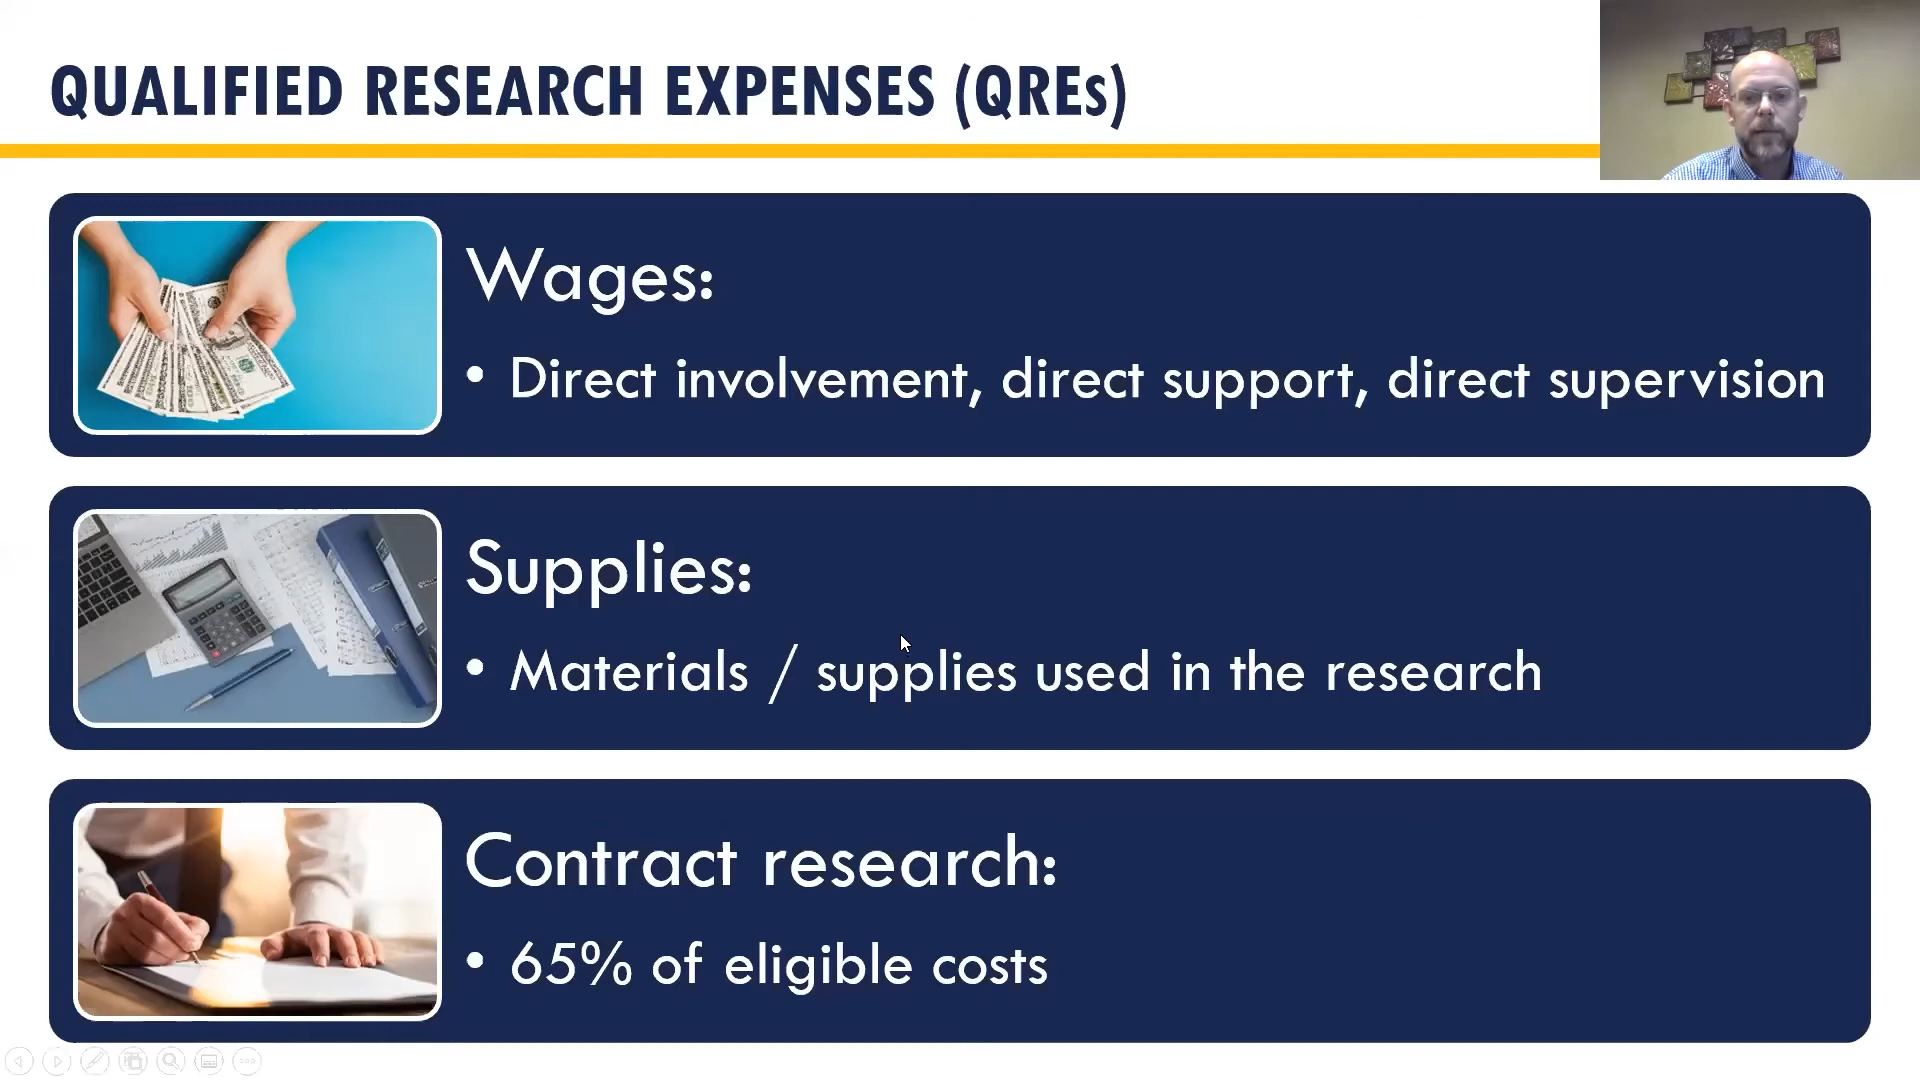 QUALIFIED RESEARCH EXPENSES (QREs)
Wages:
• Direct involvement, direct support, direct supervision
Supplies:
• Materials / supplies used in the research
Contract research:
• 65% of eligible costs